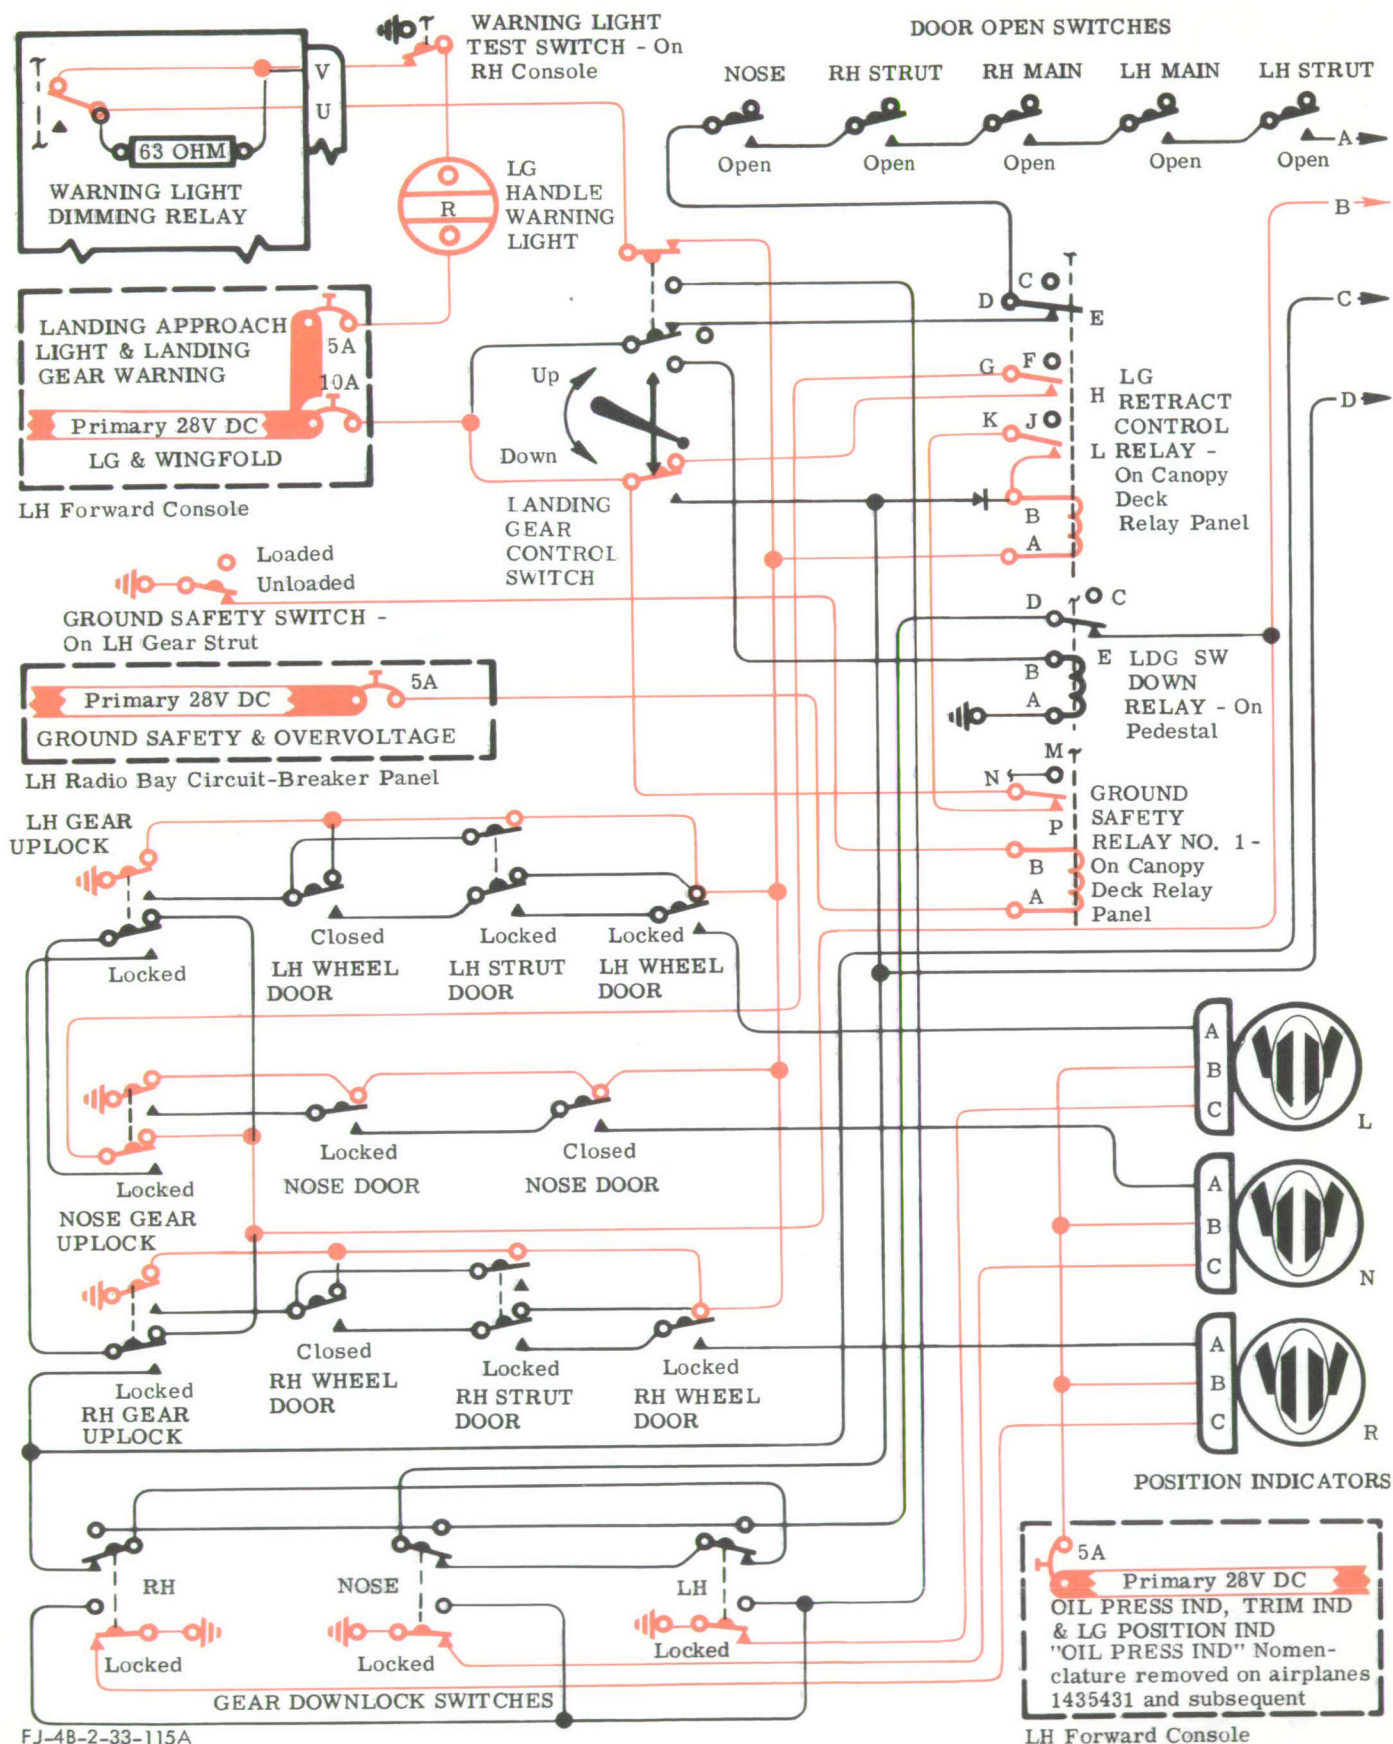 WARNING LIGHT
TEST SWITCH - On
RH Console
DOOR OPEN SWITCHES
NOSE
RH STRUT
RH MAIN
LH MAIN
LH STRUT
V
U
63 OHM
WARNING LIGHT
DIMMING RELAY
Open
Open
Open
Open
Open
A
B
C
D
LG
HANDLE
WARNING
LIGHT
R
LANDING APPROACH
LIGHT & LANDING
GEAR WARNING
5A
10A
Primary 28V DC
LG & WINGFOLD
LH Forward Console
Up
Down
LANDING
GEAR
CONTROL
SWITCH
C
D
E
G
F
H
K
J
L
B
A
LG
RETRACT
CONTROL
RELAY -
On Canopy
Deck
Relay Panel
Loaded
Unloaded
GROUND SAFETY SWITCH -
On LH Gear Strut
D
C
E
B
A
LDG SW
DOWN
RELAY - On
Pedestal
5A
Primary 28V DC
GROUND SAFETY & OVERVOLTAGE
LH Radio Bay Circuit-Breaker Panel
M
N
P
B
A
GROUND
SAFETY
RELAY NO. 1 -
On Canopy
Deck Relay
Panel
LH GEAR
UPLOCK
Locked
Closed
LH WHEEL
DOOR
Locked
LH STRUT
DOOR
Locked
LH WHEEL
DOOR
Locked
NOSE GEAR
UPLOCK
Locked
NOSE DOOR
Closed
NOSE DOOR
A
B
C
L
A
B
C
N
A
B
C
R
POSITION INDICATORS
Locked
RH GEAR
UPLOCK
Closed
RH WHEEL
DOOR
Locked
RH STRUT
DOOR
Locked
RH WHEEL
DOOR
RH
NOSE
LH
Locked
Locked
Locked
GEAR DOWNLOCK SWITCHES
5A
Primary 28V DC
OIL PRESS IND, TRIM IND
& LG POSITION IND
"OIL PRESS IND" Nomen-
clature removed on airplanes
1435431 and subsequent
LH Forward Console
FJ-4B-2-33-115A